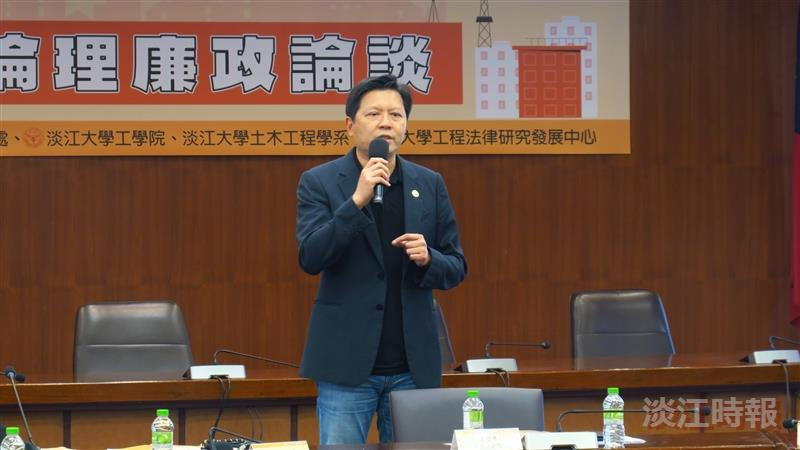 倫理廉政論談
處、淡江大學工學院、淡江大學土木工程學系 大學工程法律研究發展中心
淡江時報